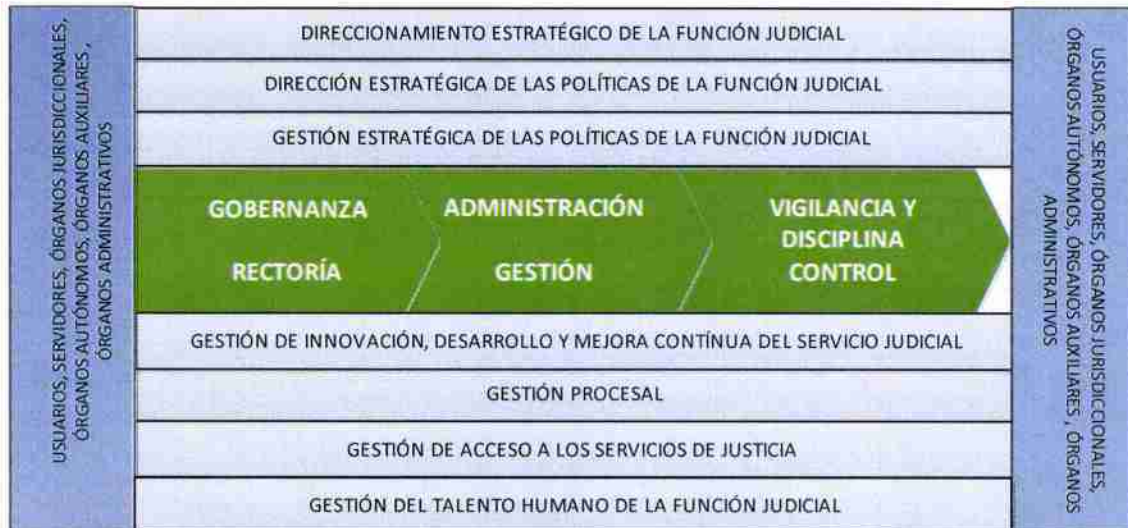 USUARIOS, SERVIDORES, ÓRGANOS JURISDICCIONALES,
ÓRGANOS AUTÓNOMOS, ÓRGANOS AUXILIARES ,
ÓRGANOS ADMINISTRATIVOS
DIRECCIONAMIENTO ESTRATÉGICO DE LA FUNCIÓN JUDICIAL
DIRECCIÓN ESTRATÉGICA DE LAS POLÍTICAS DE LA FUNCIÓN JUDICIAL
GESTIÓN ESTRATÉGICA DE LAS POLÍTICAS DE LA FUNCIÓN JUDICIAL
GOBERNANZA
RECTORÍA
ADMINISTRACIÓN
GESTIÓN
VIGILANCIA Y
DISCIPLINA
CONTROL
GESTIÓN DE INNOVACIÓN, DESARROLLO Y MEJORA CONTÍNUA DEL SERVICIO JUDICIAL
GESTIÓN PROCESAL
GESTIÓN DE ACCESO A LOS SERVICIOS DE JUSTICIA
GESTIÓN DEL TALENTO HUMANO DE LA FUNCIÓN JUDICIAL
USUARIOS, SERVIDORES, ÓRGANOS JURISDICCIONALES,
ÓRGANOS AUTÓNOMOS, ÓRGANOS AUXILIARES , ÓRGANOS
ADMINISTRATIVOS